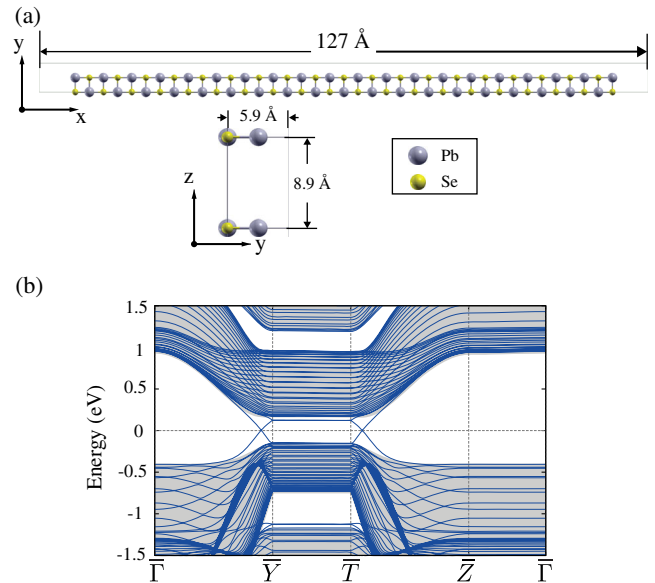 (a)
127 Å
y
x
5.9 Å
8.9 Å
z
y
Pb
Se
(b)
Energy (eV)
1.5
1
0.5
0
-0.5
-1
-1.5
Γ̅ Y̅ T̅ Z̅ Γ̅